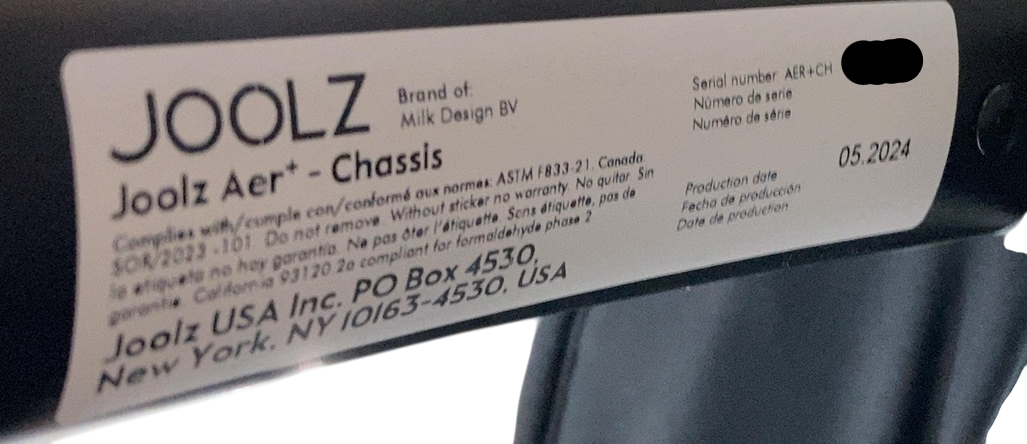 JOOLZ
Brand of:
Milk Design BV
Joolz Aer+ - Chassis
Complies with/cumple con/conformé aux normes: ASTM F833-21. Canada:
SOR/2023 -101. Do not remove. Without sticker no warranty. No quitar. Sin
la etiqueta no hay garantía. Ne pas ôter l'étiquette. Sans étiquette, pas de
garantie. California 93120.2a compliant for formaldehyde phase 2
Joolz USA Inc. PO Box 4530,
New York, NY 10163-4530, USA
Serial number AER+CH
Número de serie
Numéro de série
05.2024
Production date
Fecha de producción
Date de production